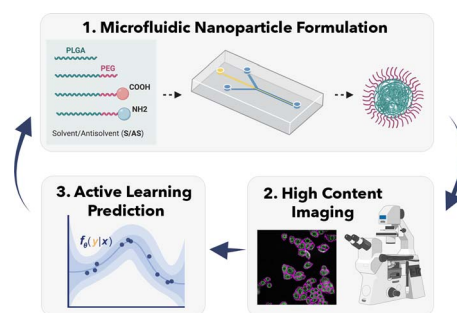 1. Microfluidic Nanoparticle Formulation
PLGA
PEG
COOH
NH2
Solvent/Antisolvent (S/AS)
3. Active Learning
Prediction
fθ(y|x)
2. High Content
Imaging